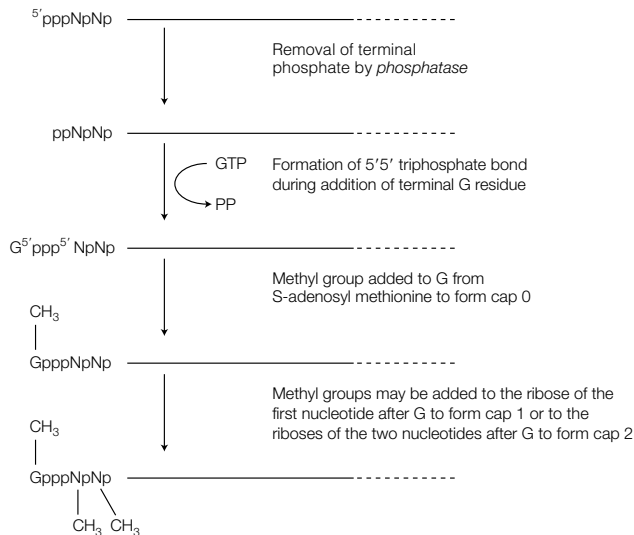 5'pppNpNp
Removal of terminal
phosphate by phosphatase
ppNpNp
GTP
PP
Formation of 5'5' triphosphate bond
during addition of terminal G residue
G5'ppp5' NpNp
Methyl group added to G from
S-adenosyl methionine to form cap 0
CH3
GpppNpNp
Methyl groups may be added to the ribose of the
first nucleotide after G to form cap 1 or to the
riboses of the two nucleotides after G to form cap 2
CH3
GpppNpNp
CH3 CH3